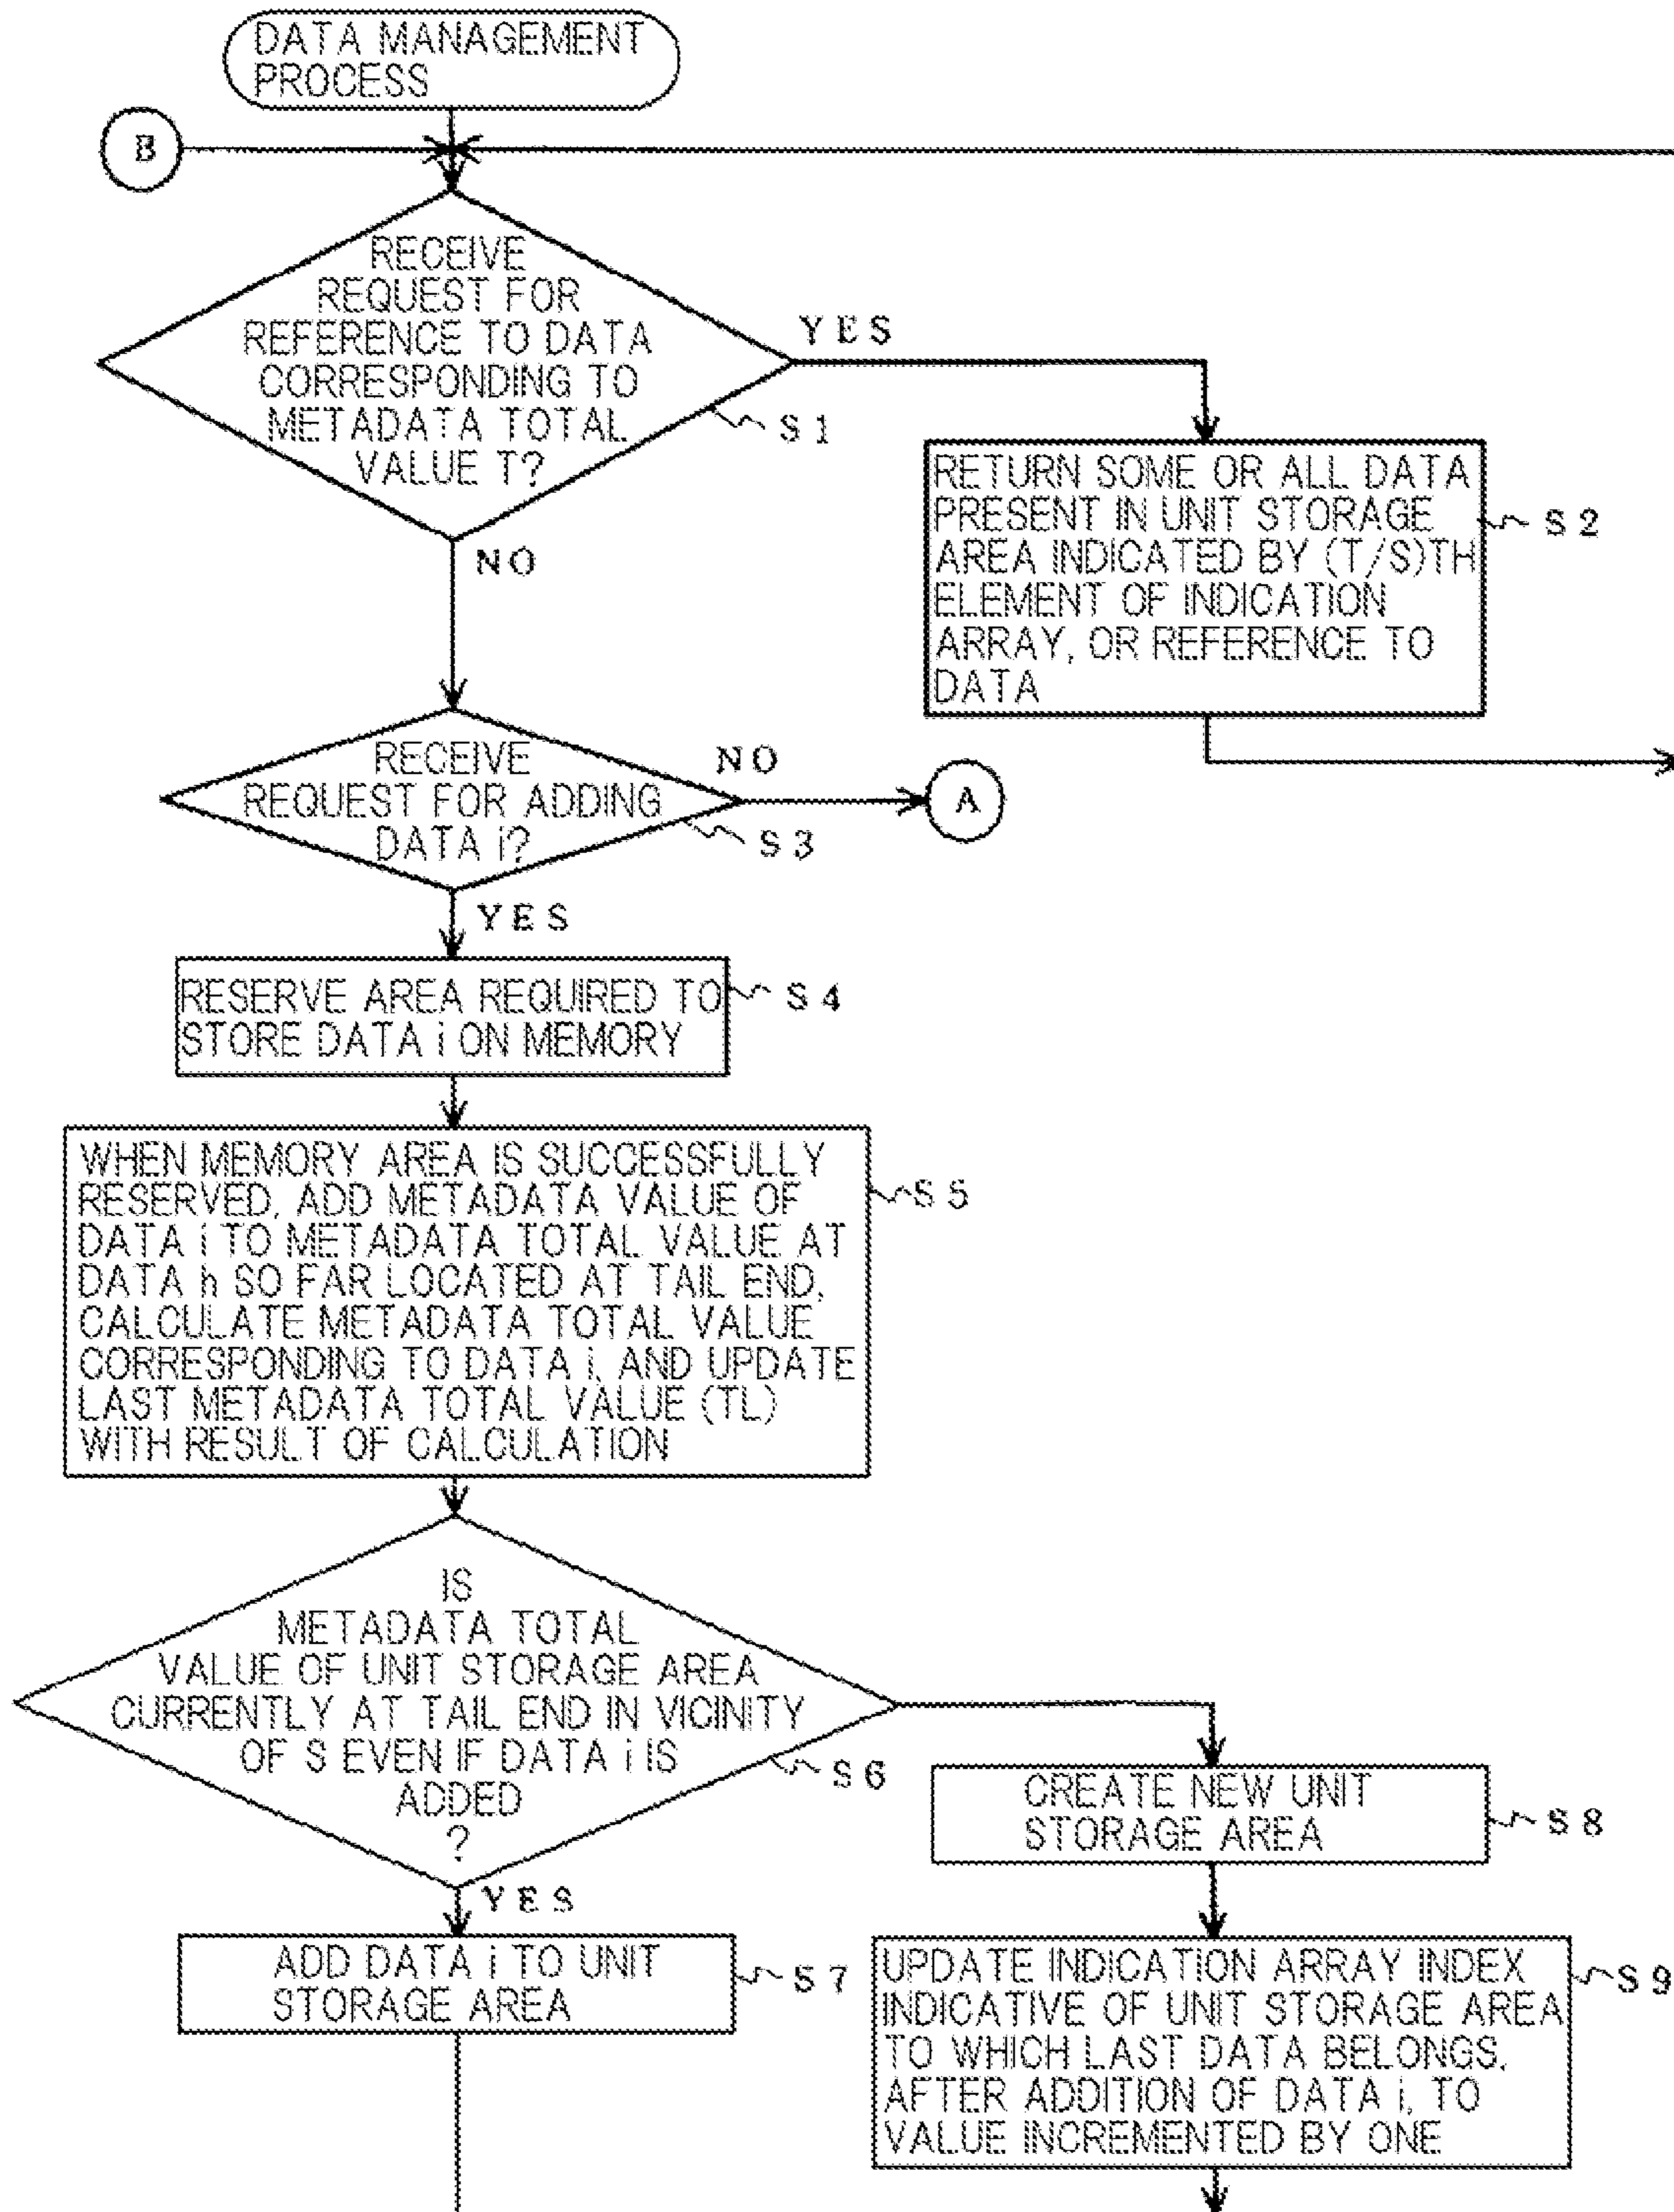 DATA MANAGEMENT
PROCESS
B
RECEIVE
REQUEST FOR
REFERENCE TO DATA
CORRESPONDING TO
METADATA TOTAL
VALUE T?
YES
S1
NO
RETURN SOME OR ALL DATA
PRESENT IN UNIT STORAGE
AREA INDICATED BY (T/S)TH
ELEMENT OF INDICATION
ARRAY, OR REFERENCE TO
DATA
S2
RECEIVE
REQUEST FOR ADDING
DATA i?
NO
A
S3
YES
RESERVE AREA REQUIRED TO
STORE DATA i ON MEMORY
S4
WHEN MEMORY AREA IS SUCCESSFULLY
RESERVED, ADD METADATA VALUE OF
DATA i TO METADATA TOTAL VALUE AT
DATA h SO FAR LOCATED AT TAIL END,
CALCULATE METADATA TOTAL VALUE
CORRESPONDING TO DATA i, AND UPDATE
LAST METADATA TOTAL VALUE (TL)
WITH RESULT OF CALCULATION
S5
IS
METADATA TOTAL
VALUE OF UNIT STORAGE AREA
CURRENTLY AT TAIL END IN VICINITY
OF S EVEN IF DATA i IS
ADDED
?
S6
YES
CREATE NEW UNIT
STORAGE AREA
S8
ADD DATA i TO UNIT
STORAGE AREA
S7
UPDATE INDICATION ARRAY INDEX
INDICATIVE OF UNIT STORAGE AREA
TO WHICH LAST DATA BELONGS,
AFTER ADDITION OF DATA i, TO
VALUE INCREMENTED BY ONE
S9